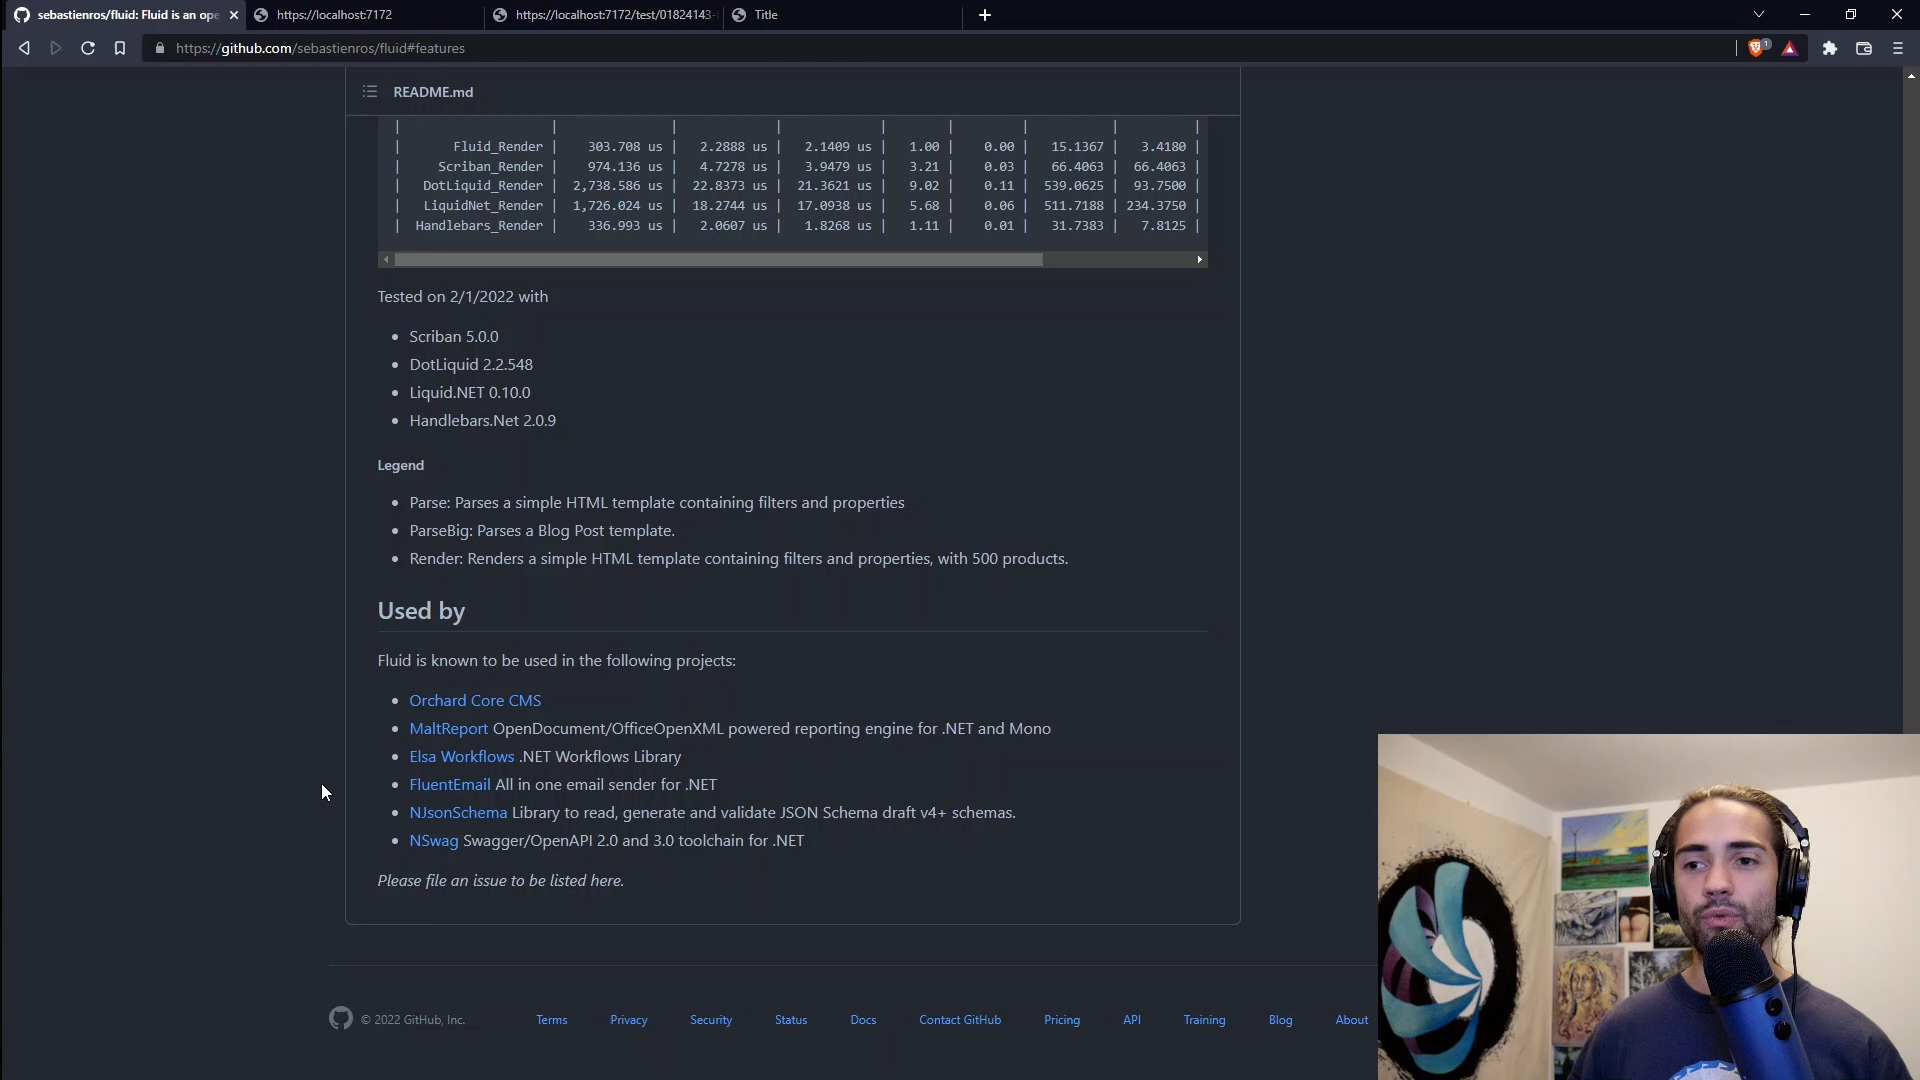 sebastienros/fluid: Fluid is an ope
https://localhost:7172
https://localhost:7172/test/01824143-
Title
https://github.com/sebastienros/fluid#features
1
README.md
| | | | | | | | |
| Fluid_Render | 303.708 us | 2.2888 us | 2.1409 us | 1.00 | 0.00 | 15.1367 | 3.4180 |
| Scriban_Render | 974.136 us | 4.7278 us | 3.9479 us | 3.21 | 0.03 | 66.4063 | 66.4063 |
| DotLiquid_Render | 2,738.586 us | 22.8373 us | 21.3621 us | 9.02 | 0.11 | 539.0625 | 93.7500 |
| LiquidNet_Render | 1,726.024 us | 18.2744 us | 17.0938 us | 5.68 | 0.06 | 511.7188 | 234.3750 |
| Handlebars_Render | 336.993 us | 2.0607 us | 1.8268 us | 1.11 | 0.01 | 31.7383 | 7.8125 |
Tested on 2/1/2022 with
• Scriban 5.0.0
• DotLiquid 2.2.548
• Liquid.NET 0.10.0
• Handlebars.Net 2.0.9
Legend
• Parse: Parses a simple HTML template containing filters and properties
• ParseBig: Parses a Blog Post template.
• Render: Renders a simple HTML template containing filters and properties, with 500 products.
Used by
Fluid is known to be used in the following projects:
• Orchard Core CMS
• MaltReport OpenDocument/OfficeOpenXML powered reporting engine for .NET and Mono
• Elsa Workflows .NET Workflows Library
• FluentEmail All in one email sender for .NET
• NJsonSchema Library to read, generate and validate JSON Schema draft v4+ schemas.
• NSwag Swagger/OpenAPI 2.0 and 3.0 toolchain for .NET
Please file an issue to be listed here.
© 2022 GitHub, Inc. Terms Privacy Security Status Docs Contact GitHub Pricing API Training Blog About